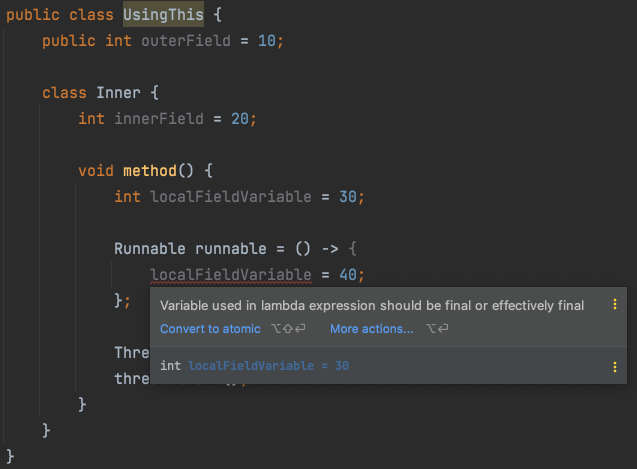 public class UsingThis {
public int outerField = 10;
class Inner {
int innerField = 20;
void method() {
int localFieldVariable = 30;
Runnable runnable = () -> {
localFieldVariable = 40;
};
Variable used in lambda expression should be final or effectively final
Convert to atomic ⌥⇧⏎ More actions... ⌥⏎
Thre
int localFieldVariable = 30
thre
}
}
}